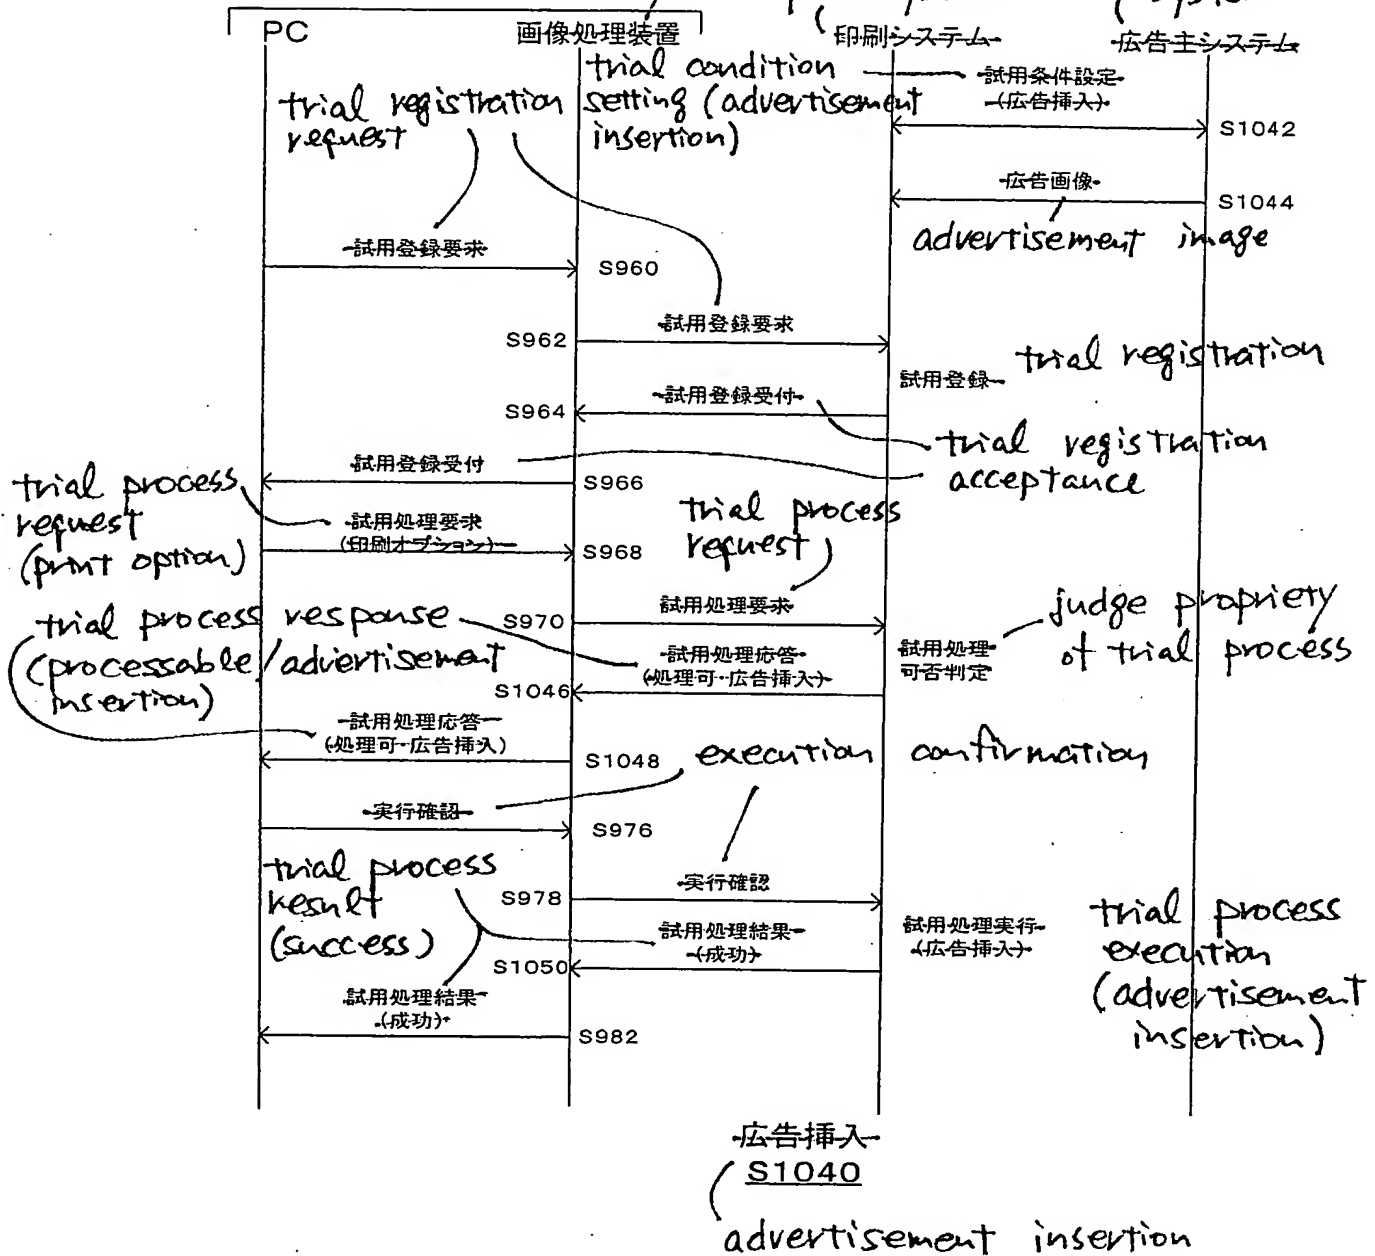 PC
画像処理装置
印刷システム
広告主システム
trial condition
setting (advertisement
insertion)
試用条件設定
(広告挿入)
S1042
trial registration
request
広告画像
S1044
advertisement image
試用登録要求
S960
試用登録要求
S962
試用登録
trial registration
試用登録受付
S964
trial registration
acceptance
試用登録受付
S966
trial process
request
(print option)
試用処理要求
(印刷オプション)
S968
trial process
request
試用処理要求
S970
judge propriety
of trial process
試用処理
可否判定
trial process response
(processable/advertisement
insertion)
試用処理応答
(処理可・広告挿入)
S1046
試用処理応答
(処理可・広告挿入)
S1048
execution confirmation
実行確認
S976
trial process
result
(success)
実行確認
S978
試用処理実行
(広告挿入)
trial process
execution
(advertisement
insertion)
試用処理結果
(成功)
S1050
試用処理結果
(成功)
S982
広告挿入
S1040
advertisement insertion